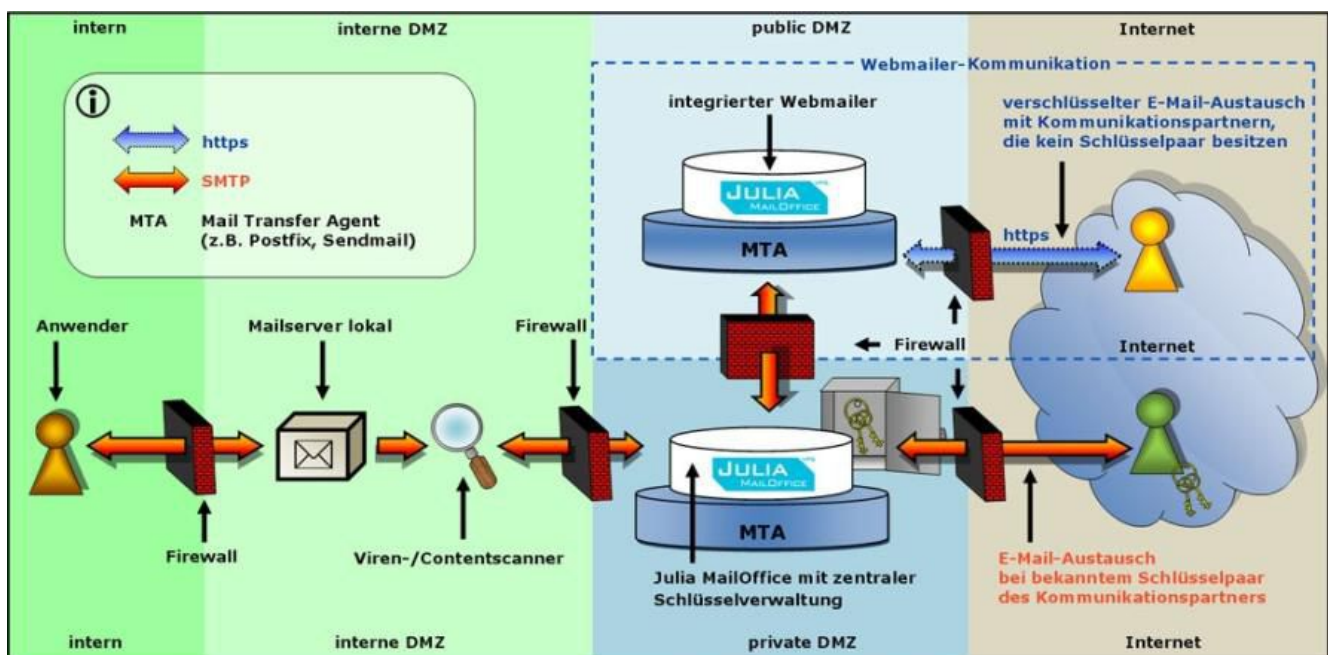 intern
interne DMZ
public DMZ
Internet
Webmailer-Kommunikation
https
SMTP
MTA Mail Transfer Agent
(z.B. Postfix, Sendmail)
integrierter Webmailer
JULIA
MAILOFFICE
MTA
verschlüsselter E-Mail-Austausch
mit Kommunikationspartnern,
die kein Schlüsselpaar besitzen
https
Anwender
Mailserver lokal
Firewall
Firewall
Internet
Firewall
Viren-/Contentscanner
JULIA
MAILOFFICE
MTA
Julia MailOffice mit zentraler
Schlüsselverwaltung
E-Mail-Austausch
bei bekanntem Schlüsselpaar
des Kommunikationspartners
intern
interne DMZ
private DMZ
Internet